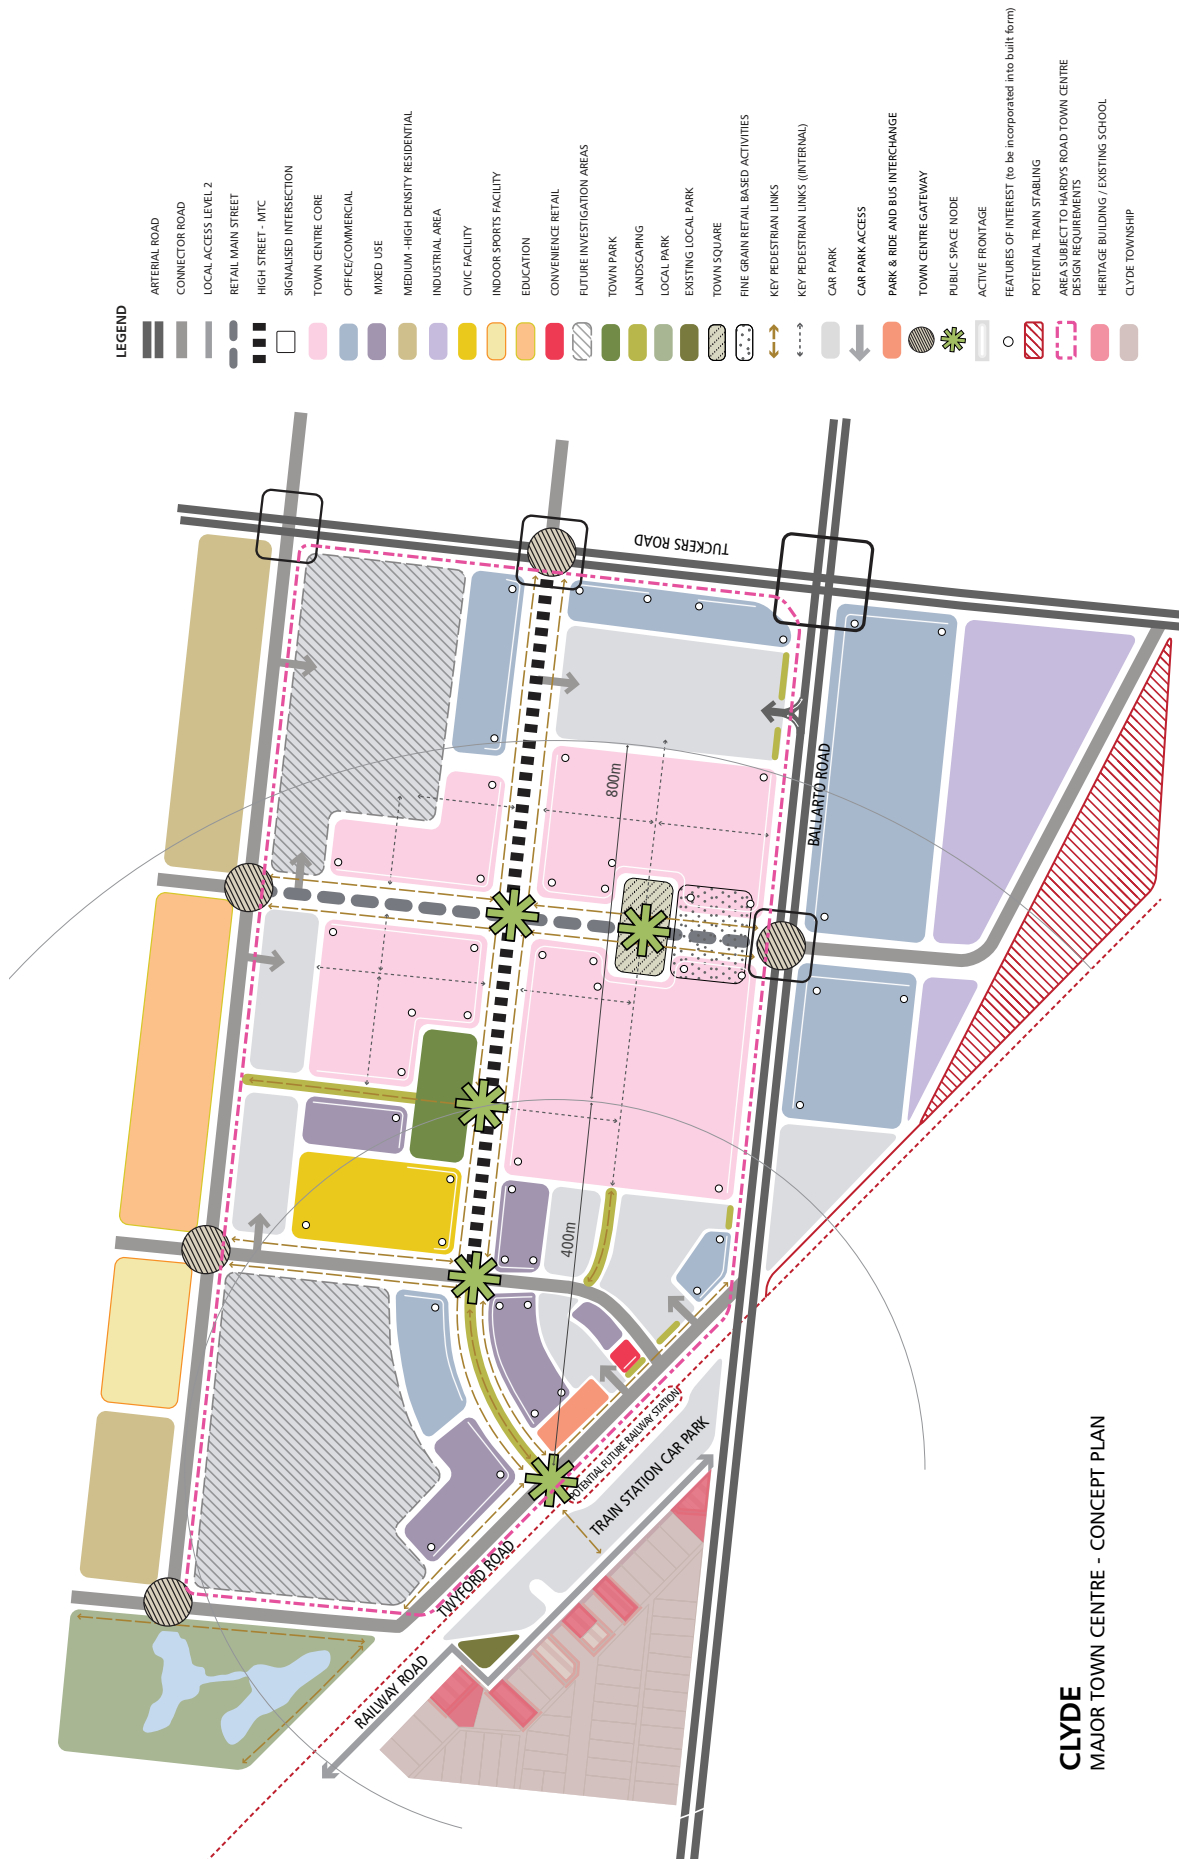 CLYDE
MAJOR TOWN CENTRE - CONCEPT PLAN
LEGEND
ARTERIAL ROAD
CONNECTOR ROAD
LOCAL ACCESS LEVEL 2
RETAIL MAIN STREET
HIGH STREET - MTC
SIGNALISED INTERSECTION
TOWN CENTRE CORE
OFFICE/COMMERCIAL
MIXED USE
MEDIUM -HIGH DENSITY RESIDENTIAL
INDUSTRIAL AREA
CIVIC FACILITY
INDOOR SPORTS FACILITY
EDUCATION
CONVENIENCE RETAIL
FUTURE INVESTIGATION AREAS
TOWN PARK
LANDSCAPING
LOCAL PARK
EXISTING LOCAL PARK
TOWN SQUARE
FINE GRAIN RETAIL BASED ACTIVITIES
KEY PEDESTRIAN LINKS
KEY PEDESTRIAN LINKS ((INTERNAL)
CAR PARK
CAR PARK ACCESS
PARK & RIDE AND BUS INTERCHANGE
TOWN CENTRE GATEWAY
PUBLIC SPACE NODE
ACTIVE FRONTAGE
FEATURES OF INTEREST (to be incorporated into built form)
POTENTIAL TRAIN STABLING
AREA SUBJECT TO HARDYS ROAD TOWN CENTRE
DESIGN REQUIREMENTS
HERITAGE BUILDING / EXISTING SCHOOL
CLYDE TOWNSHIP
TUCKERS ROAD
BALLARTO ROAD
800m
400m
POTENTIAL FUTURE RAILWAY STATION
TRAIN STATION CAR PARK
TWYFORD ROAD
RAILWAY ROAD